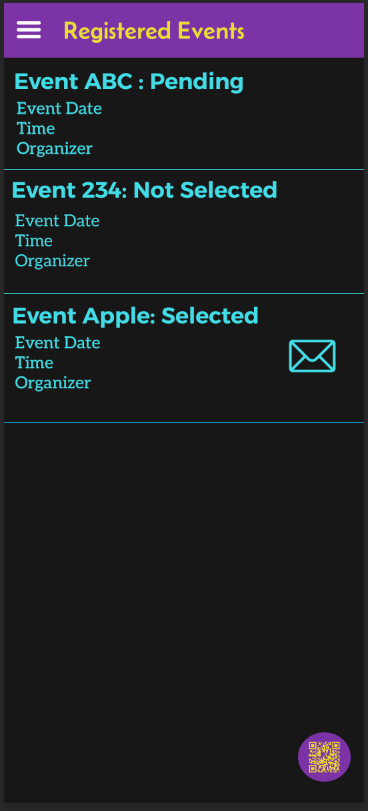 Registered Events
Event ABC : Pending
Event Date
Time
Organizer
Event 234: Not Selected
Event Date
Time
Organizer
Event Apple: Selected
Event Date
Time
Organizer